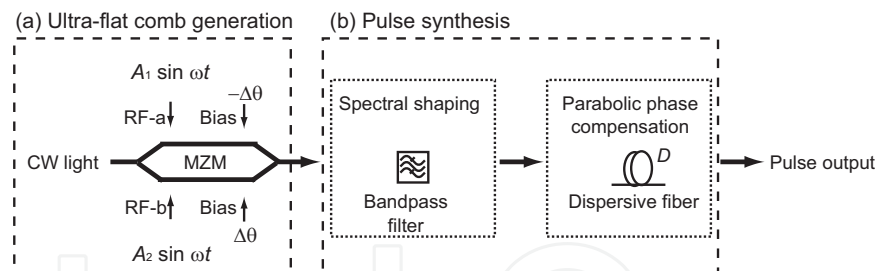 (a) Ultra-flat comb generation
(b) Pulse synthesis
A1 sin ωt
−Δθ
RF-a
Bias
CW light
MZM
RF-b
Bias
Δθ
A2 sin ωt
Spectral shaping
Bandpass
filter
Parabolic phase
compensation
D
Dispersive fiber
Pulse output